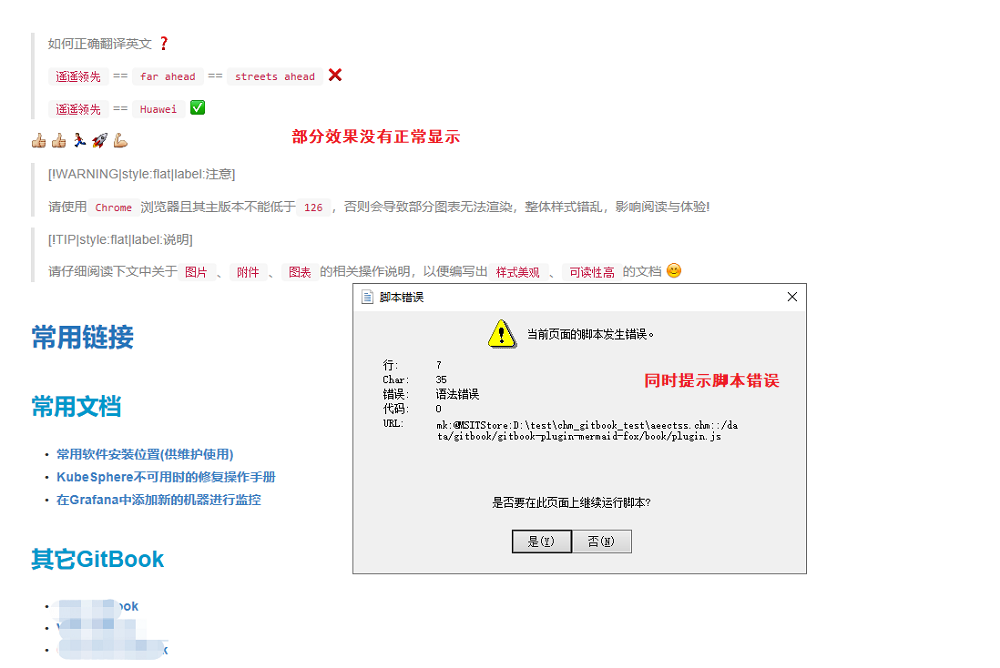 如何正确翻译英文 ❓
遥遥领先 == far ahead == streets ahead ❌
遥遥领先 == Huawei ✅
部分效果没有正常显示
[!WARNING|style:flat|label:注意]
请使用 Chrome 浏览器且其主版本不能低于 126 ，否则会导致部分图表无法渲染，整体样式错乱，影响阅读与体验!
[!TIP|style:flat|label:说明]
请仔细阅读下文中关于 图片 、 附件 、 图表 的相关操作说明，以便编写出 样式美观 、 可读性高 的文档 😊
常用链接
常用文档
• 常用软件安装位置(供维护使用)
• KubeSphere不可用时的修复操作手册
• 在Grafana中添加新的机器进行监控
其它GitBook
脚本错误
当前页面的脚本发生错误。
行: 7
Char: 35
错误: 语法错误
代码: 0
URL: mk:@MSITStore:D:\test\chm_gitbook_test\aeectss.chm::/da
ta/gitbook/gitbook-plugin-mermaid-fox/book/plugin.js
同时提示脚本错误
是否要在此页面上继续运行脚本?
是(Y) 否(N)